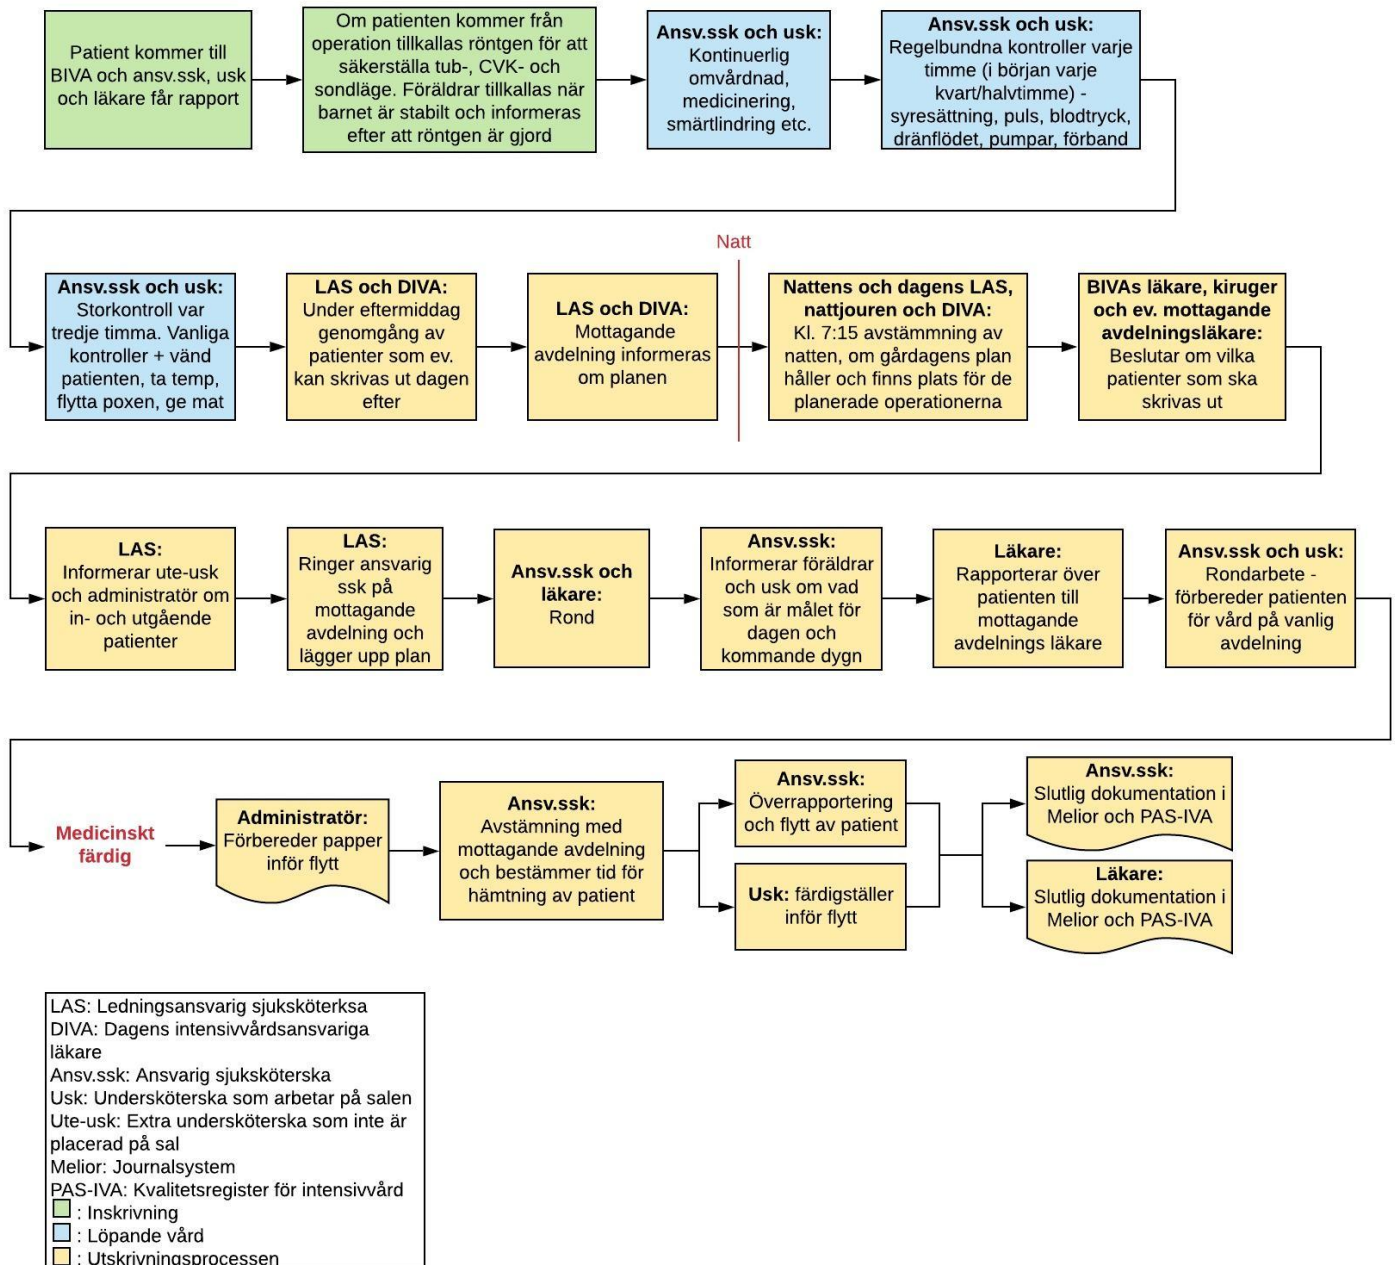 Patient kommer till
BIVA och ansv.ssk, usk
och läkare får rapport
Om patienten kommer från
operation tillkallas röntgen för att
säkerställa tub-, CVK- och
sondläge. Föräldrar tillkallas när
barnet är stabilt och informeras
efter att röntgen är gjord
Ansv.ssk och usk:
Kontinuerlig
omvårdnad,
medicinering,
smärtlindring etc.
Ansv.ssk och usk:
Regelbundna kontroller varje
timme (i början varje
kvart/halvtimme) -
syresättning, puls, blodtryck,
dränflödet, pumpar, förband
Natt
Ansv.ssk och usk:
Storkontroll var
tredje timma. Vanliga
kontroller + vänd
patienten, ta temp,
flytta poxen, ge mat
LAS och DIVA:
Under eftermiddag
genomgång av
patienter som ev.
kan skrivas ut dagen
efter
LAS och DIVA:
Mottagande
avdelning informeras
om planen
Nattens och dagens LAS,
nattjouren och DIVA:
Kl. 7:15 avstämmning av
natten, om gårdagens plan
håller och finns plats för de
planerade operationerna
BIVAs läkare, kiruger
och ev. mottagande
avdelningsläkare:
Beslutar om vilka
patienter som ska
skrivas ut
LAS:
Informerar ute-usk
och administratör om
in- och utgående
patienter
LAS:
Ringer ansvarig
ssk på
mottagande
avdelning och
lägger upp plan
Ansv.ssk och
läkare:
Rond
Ansv.ssk:
Informerar föräldrar
och usk om vad
som är målet för
dagen och
kommande dygn
Läkare:
Rapporterar över
patienten till
mottagande
avdelnings läkare
Ansv.ssk och usk:
Rondarbete -
förbereder patienten
för vård på vanlig
avdelning
Medicinskt
färdig
Administratör:
Förbereder papper
inför flytt
Ansv.ssk:
Avstämning med
mottagande avdelning
och bestämmer tid för
hämtning av patient
Ansv.ssk:
Överrapportering
och flytt av patient
Usk: färdigställer
inför flytt
Ansv.ssk:
Slutlig dokumentation i
Melior och PAS-IVA
Läkare:
Slutlig dokumentation i
Melior och PAS-IVA
LAS: Ledningsansvarig sjuksköterksa
DIVA: Dagens intensivvårdsansvariga
läkare
Ansv.ssk: Ansvarig sjuksköterska
Usk: Undersköterska som arbetar på salen
Ute-usk: Extra undersköterska som inte är
placerad på sal
Melior: Journalsystem
PAS-IVA: Kvalitetsregister för intensivvård
: Inskrivning
: Löpande vård
: Utskrivningsprocessen